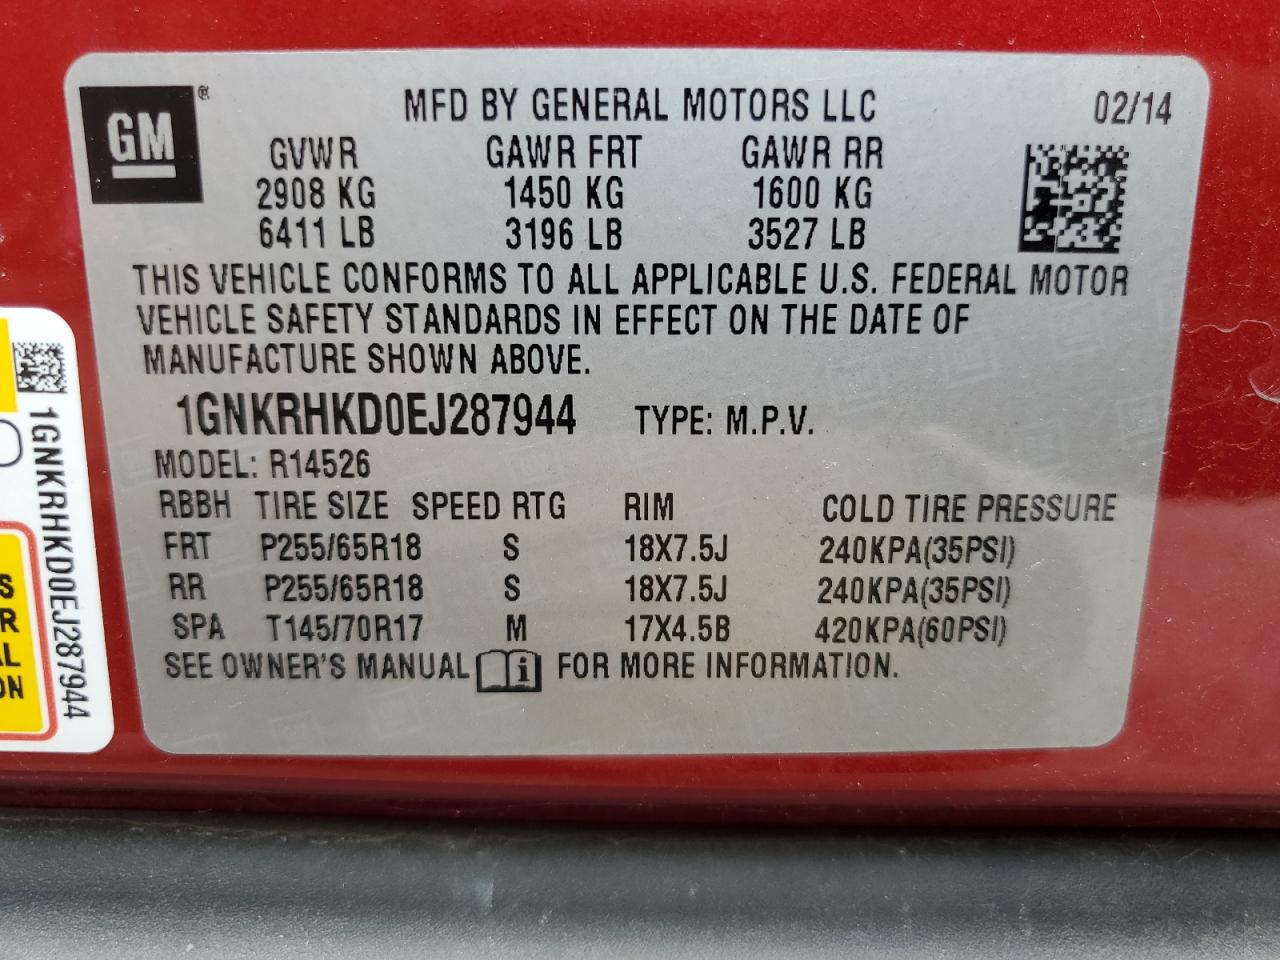 GM ®
MFD BY GENERAL MOTORS LLC 02/14
GVWR GAWR FRT GAWR RR
2908 KG 1450 KG 1600 KG
6411 LB 3196 LB 3527 LB
THIS VEHICLE CONFORMS TO ALL APPLICABLE U.S. FEDERAL MOTOR
VEHICLE SAFETY STANDARDS IN EFFECT ON THE DATE OF
MANUFACTURE SHOWN ABOVE.
1GNKRHKD0EJ287944 TYPE: M.P.V.
MODEL: R14526
RBBH TIRE SIZE SPEED RTG RIM COLD TIRE PRESSURE
FRT P255/65R18 S 18X7.5J 240KPA(35PSI)
RR P255/65R18 S 18X7.5J 240KPA(35PSI)
SPA T145/70R17 M 17X4.5B 420KPA(60PSI)
SEE OWNER'S MANUAL i FOR MORE INFORMATION.
1GNKRHKD0EJ287944